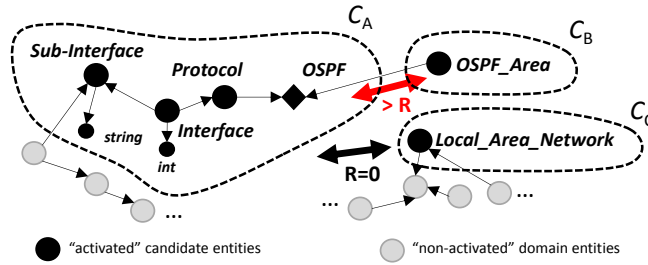 C_A
C_B
Sub-Interface
Protocol
OSPF
OSPF_Area
> R
string
Interface
int
C_C
Local_Area_Network
R=0
...
...
...
"activated" candidate entities
"non-activated" domain entities